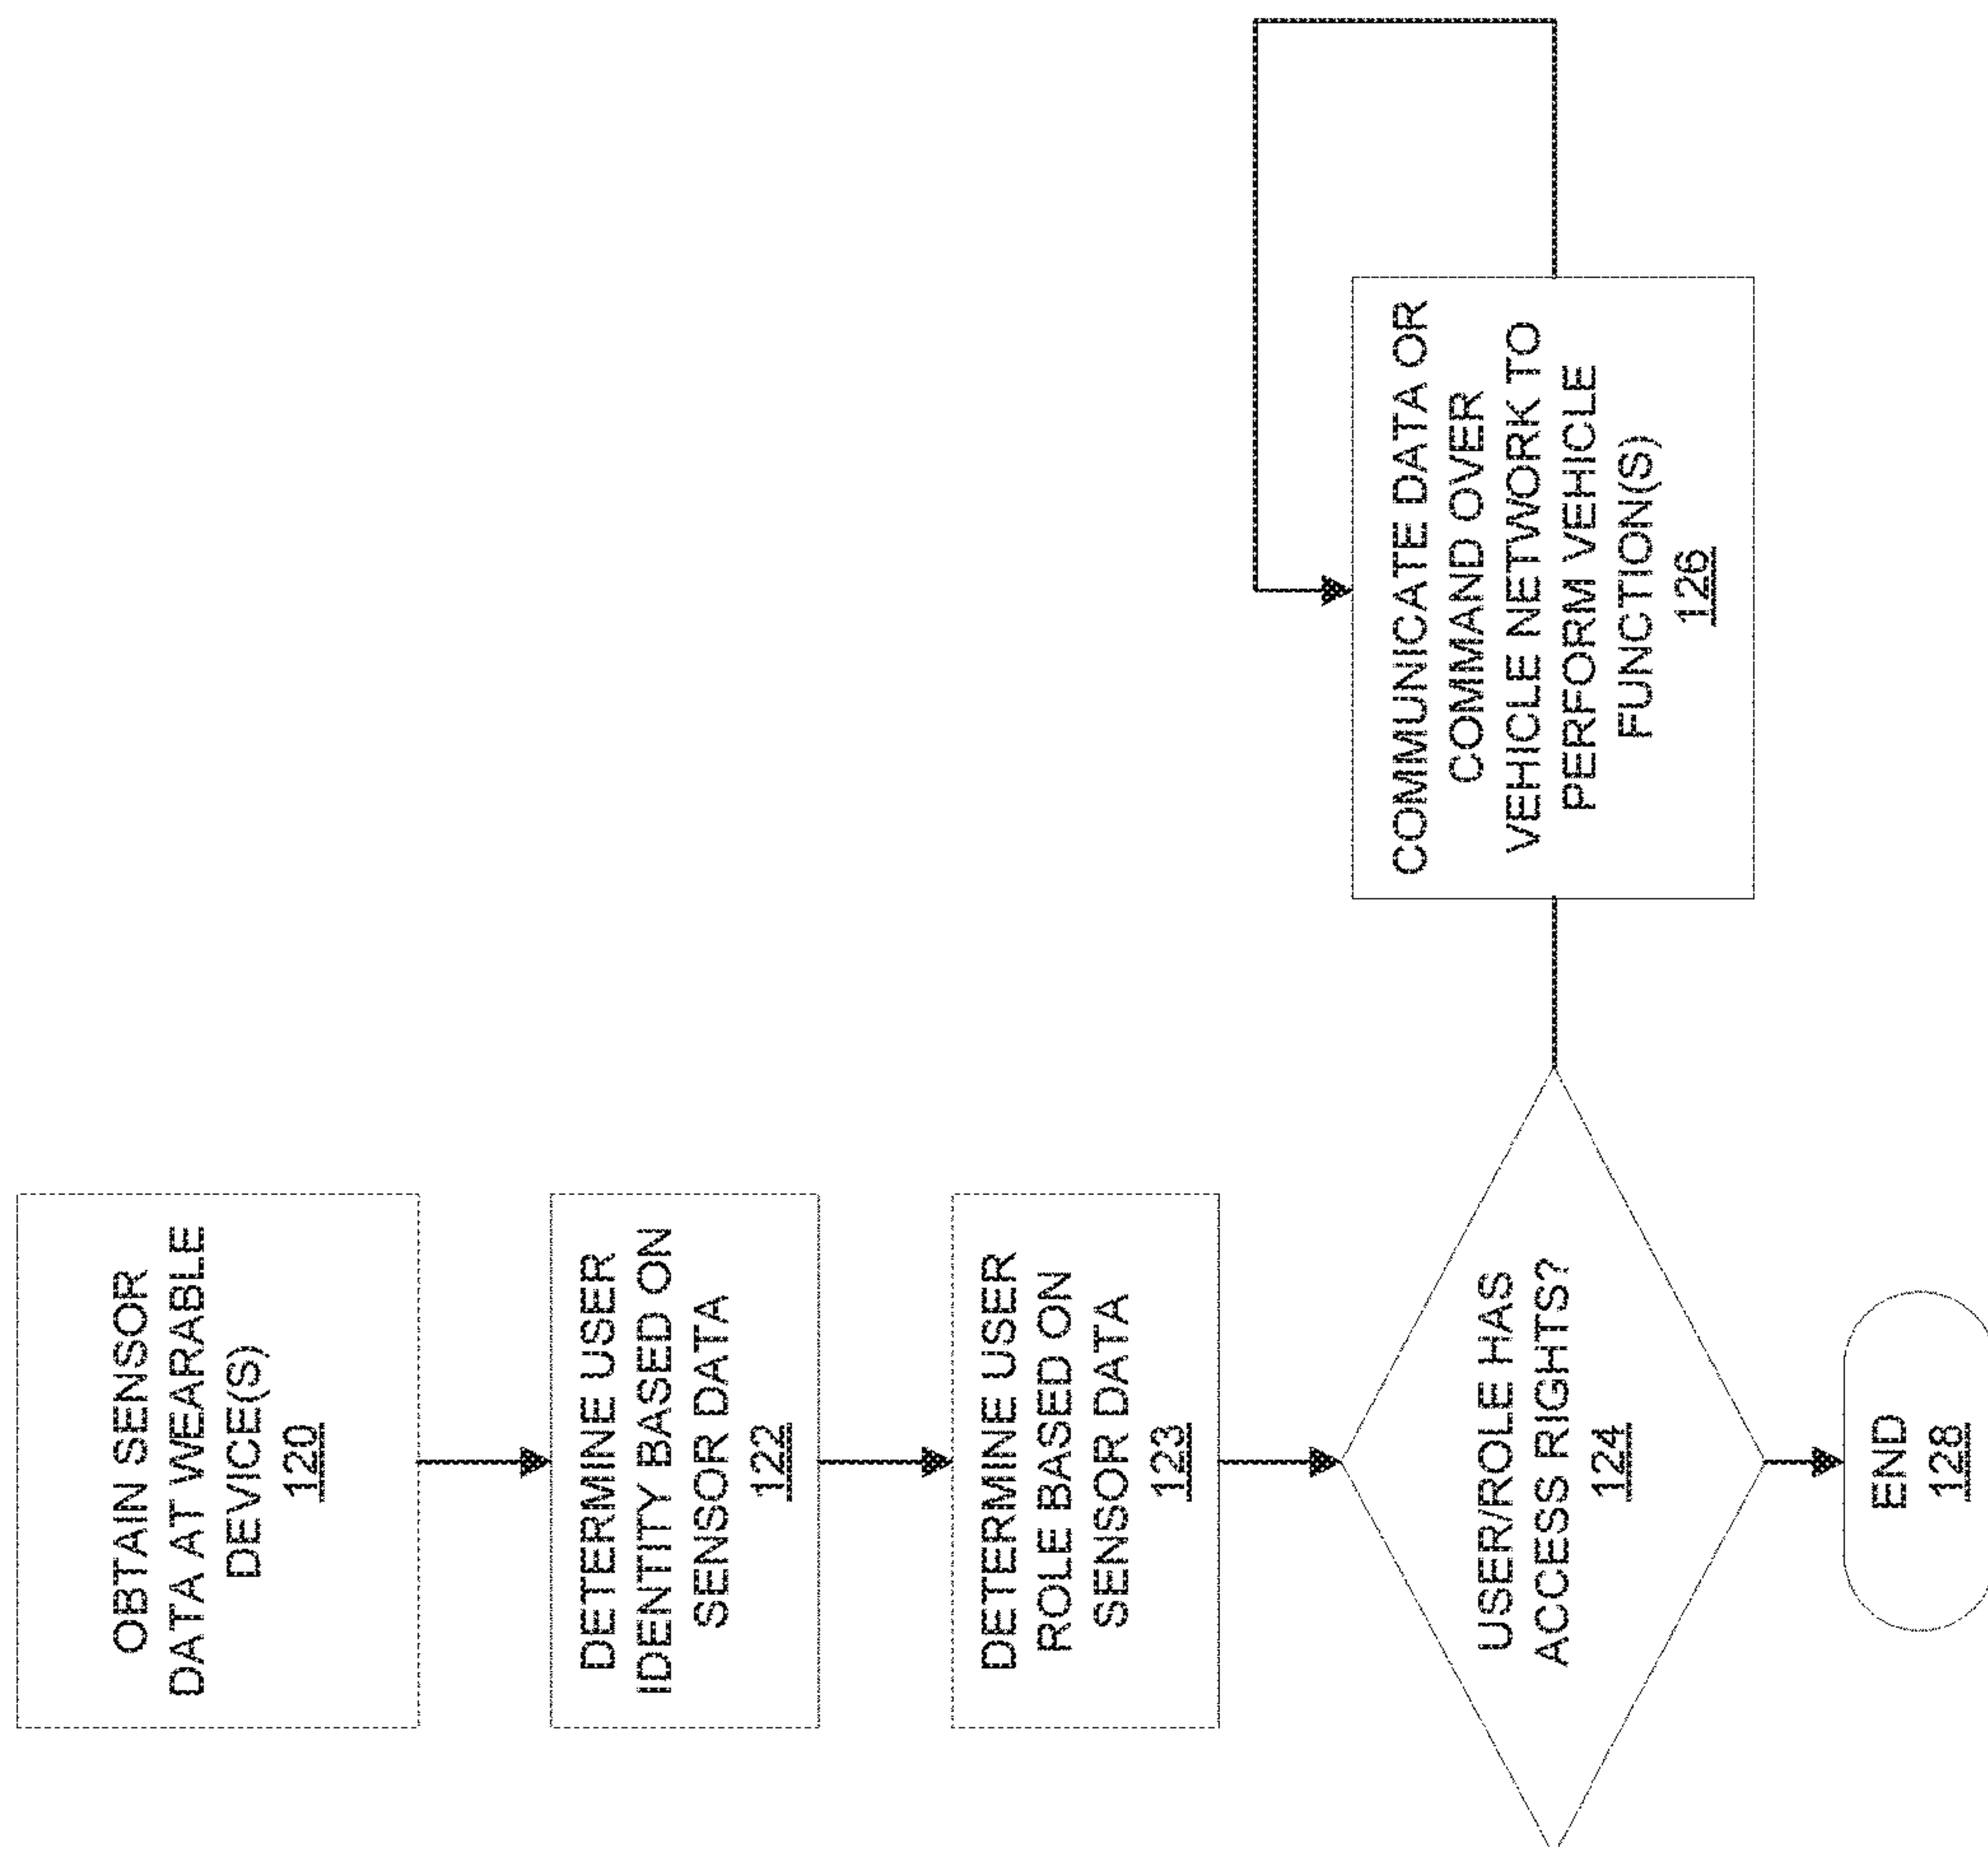 OBTAIN SENSOR
DATA AT WEARABLE
DEVICE(S)
120
DETERMINE USER
IDENTITY BASED ON
SENSOR DATA
122
DETERMINE USER
ROLE BASED ON
SENSOR DATA
123
USER/ROLE HAS
ACCESS RIGHTS?
124
COMMUNICATE DATA OR
COMMAND OVER
VEHICLE NETWORK TO
PERFORM VEHICLE
FUNCTION(S)
126
END
128